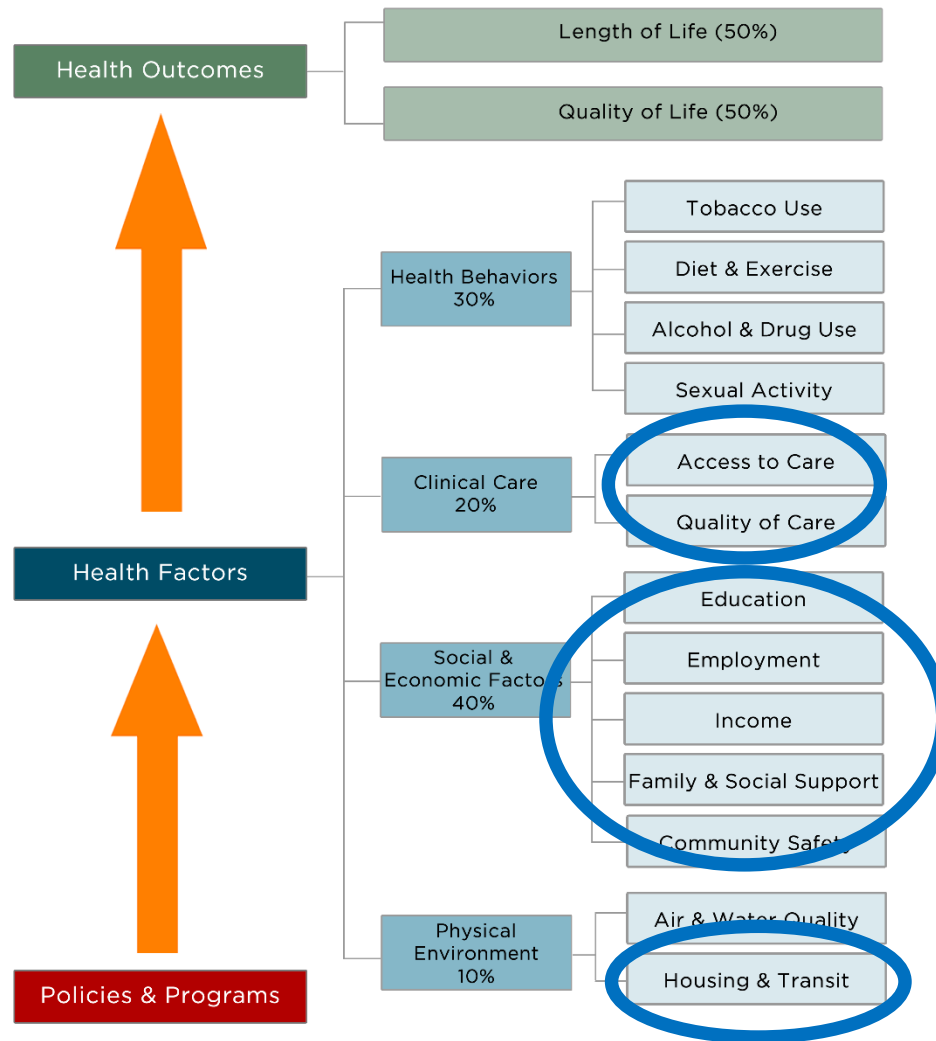 Length of Life (50%)
Health Outcomes
Quality of Life (50%)
Tobacco Use
Health Behaviors
30%
Diet & Exercise
Alcohol & Drug Use
Sexual Activity
Access to Care
Clinical Care
20%
Quality of Care
Health Factors
Education
Social &
Economic Factors
40%
Employment
Income
Family & Social Support
Community Safety
Physical
Environment
10%
Air & Water Quality
Housing & Transit
Policies & Programs